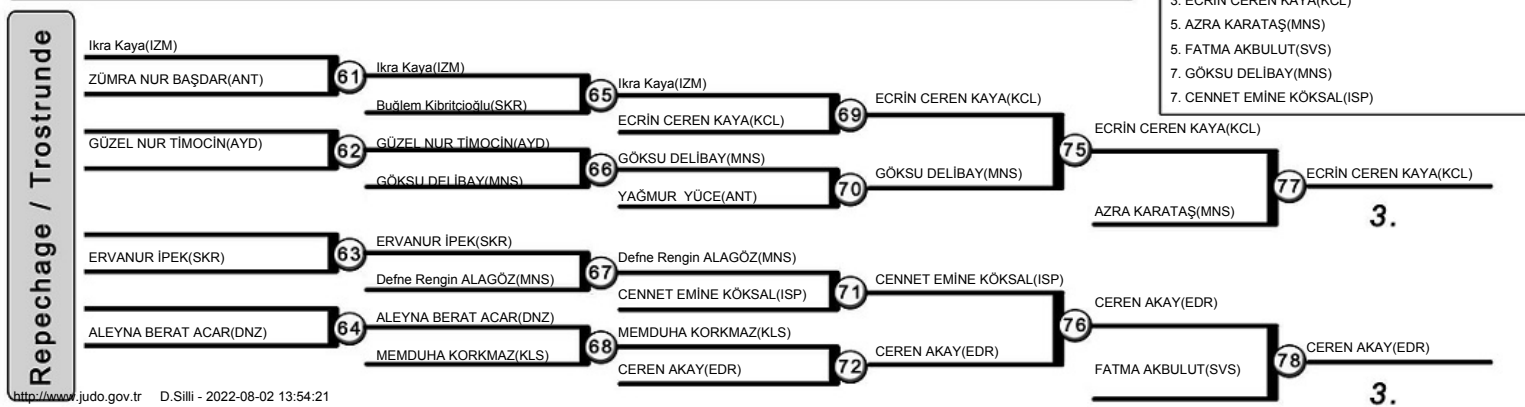 3. ECRİN CEREN KAYA(KCL)
5. AZRA KARATAŞ(MNS)
5. FATMA AKBULUT(SVS)
7. GÖKSU DELİBAY(MNS)
7. CENNET EMİNE KÖKSAL(ISP)
Repechage / Trostrunde
Ikra Kaya(IZM)
ZÜMRA NUR BAŞDAR(ANT)
61
GÜZEL NUR TİMOCİN(AYD)
62
ERVANUR İPEK(SKR)
63
ALEYNA BERAT ACAR(DNZ)
64
Ikra Kaya(IZM)
Buğlem Kibritcioğlu(SKR)
65
GÜZEL NUR TİMOCİN(AYD)
GÖKSU DELİBAY(MNS)
66
ERVANUR İPEK(SKR)
Defne Rengin ALAGÖZ(MNS)
67
ALEYNA BERAT ACAR(DNZ)
MEMDUHA KORKMAZ(KLS)
68
Ikra Kaya(IZM)
ECRİN CEREN KAYA(KCL)
69
GÖKSU DELİBAY(MNS)
YAĞMUR YÜCE(ANT)
70
Defne Rengin ALAGÖZ(MNS)
CENNET EMİNE KÖKSAL(ISP)
71
MEMDUHA KORKMAZ(KLS)
CEREN AKAY(EDR)
72
ECRİN CEREN KAYA(KCL)
GÖKSU DELİBAY(MNS)
75
CENNET EMİNE KÖKSAL(ISP)
CEREN AKAY(EDR)
76
ECRİN CEREN KAYA(KCL)
AZRA KARATAŞ(MNS)
77
CEREN AKAY(EDR)
FATMA AKBULUT(SVS)
78
ECRİN CEREN KAYA(KCL)
3.
CEREN AKAY(EDR)
3.
http://www.judo.gov.tr D.Silli - 2022-08-02 13:54:21